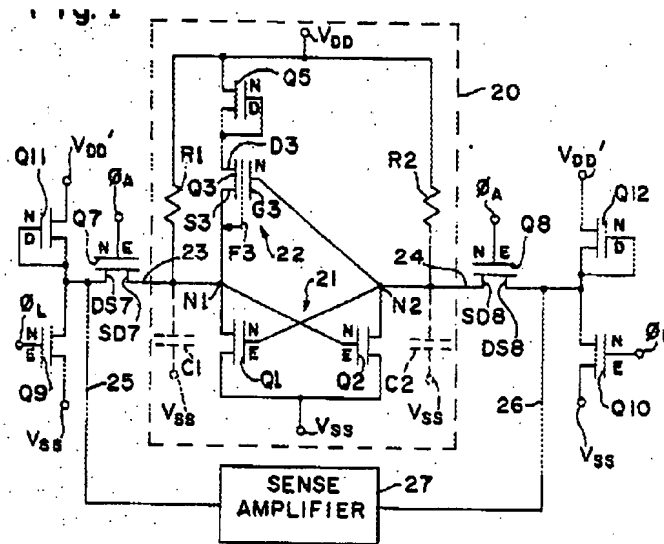 Fig. 1
VDD
Q5
N
D
20
VDD'
Q11
N
D
ØA
Q7
N E
R1
D3
Q3
N
S3
G3
F3
22
R2
ØA
Q8
N E
VDD'
Q12
N
D
23
21
24
DS7
SD7
N1
N2
SD8
DS8
ØL
N
E
Q9
VSS
25
C1
VSS
N
E
Q1
N
E
Q2
C2
VSS
VSS
26
N
E
Q10
VSS
SENSE
AMPLIFIER
27